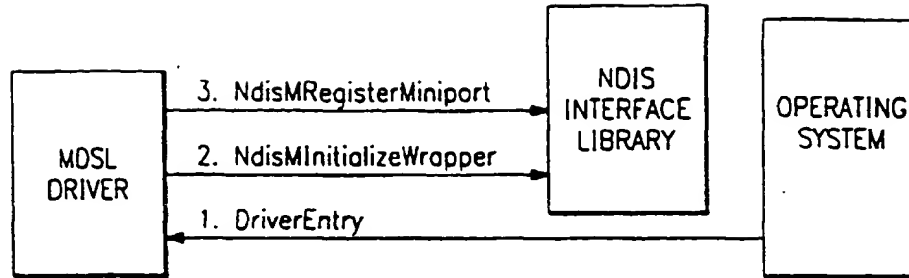 MDSL
DRIVER
3. NdisMRegisterMiniport
2. NdisMInitializeWrapper
1. DriverEntry
NDIS
INTERFACE
LIBRARY
OPERATING
SYSTEM